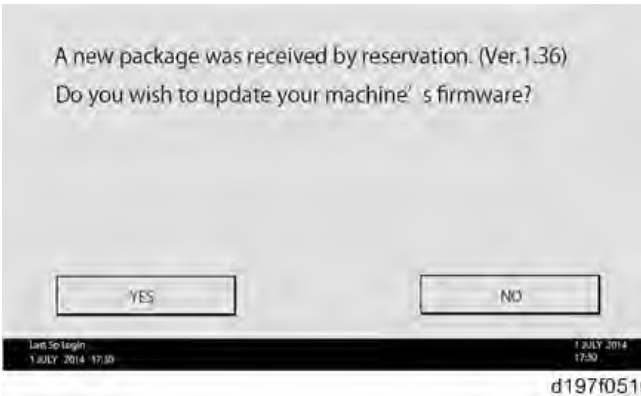 A new package was received by reservation. (Ver.1.36)
Do you wish to update your machine' s firmware?
YES
NO
Last Sp login
1 JULY 2014 17:30
1 JULY 2014
17:30
d197f051